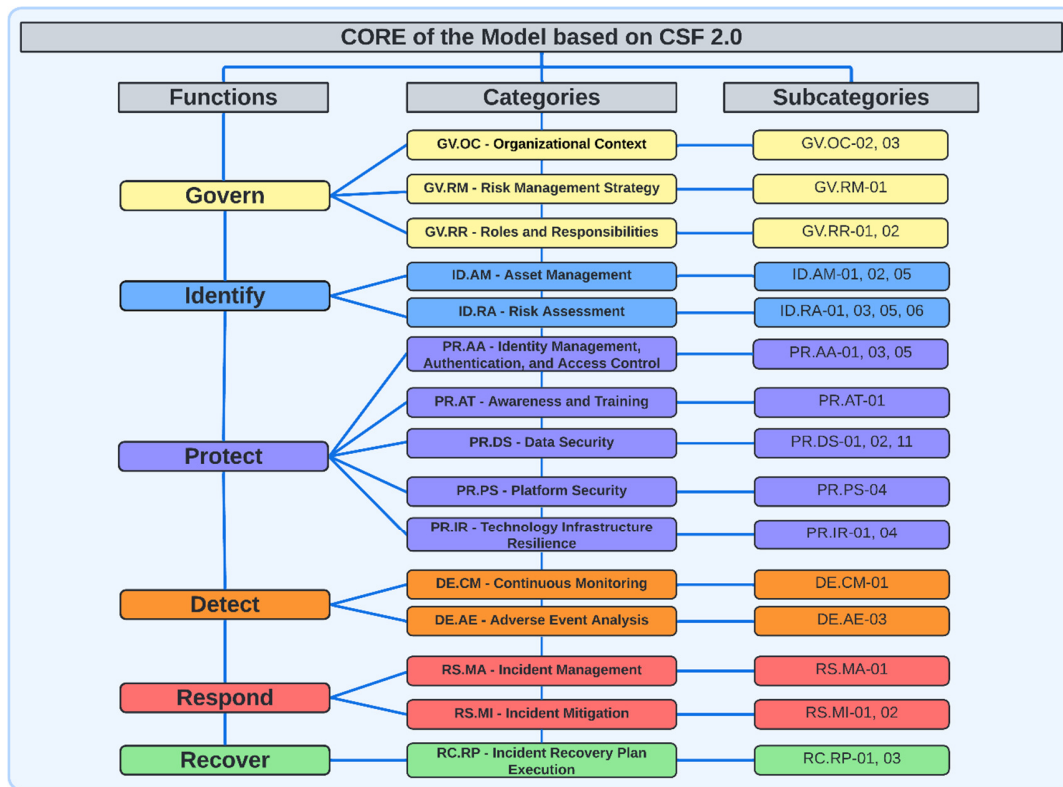 CORE of the Model based on CSF 2.0
Functions
Categories
Subcategories
Govern
GV.OC - Organizational Context
GV.OC-02, 03
GV.RM - Risk Management Strategy
GV.RM-01
GV.RR - Roles and Responsibilities
GV.RR-01, 02
Identify
ID.AM - Asset Management
ID.AM-01, 02, 05
ID.RA - Risk Assessment
ID.RA-01, 03, 05, 06
Protect
PR.AA - Identity Management,
Authentication, and Access Control
PR.AA-01, 03, 05
PR.AT - Awareness and Training
PR.AT-01
PR.DS - Data Security
PR.DS-01, 02, 11
PR.PS - Platform Security
PR.PS-04
PR.IR - Technology Infrastructure
Resilience
PR.IR-01, 04
Detect
DE.CM - Continuous Monitoring
DE.CM-01
DE.AE - Adverse Event Analysis
DE.AE-03
Respond
RS.MA - Incident Management
RS.MA-01
RS.MI - Incident Mitigation
RS.MI-01, 02
Recover
RC.RP - Incident Recovery Plan
Execution
RC.RP-01, 03